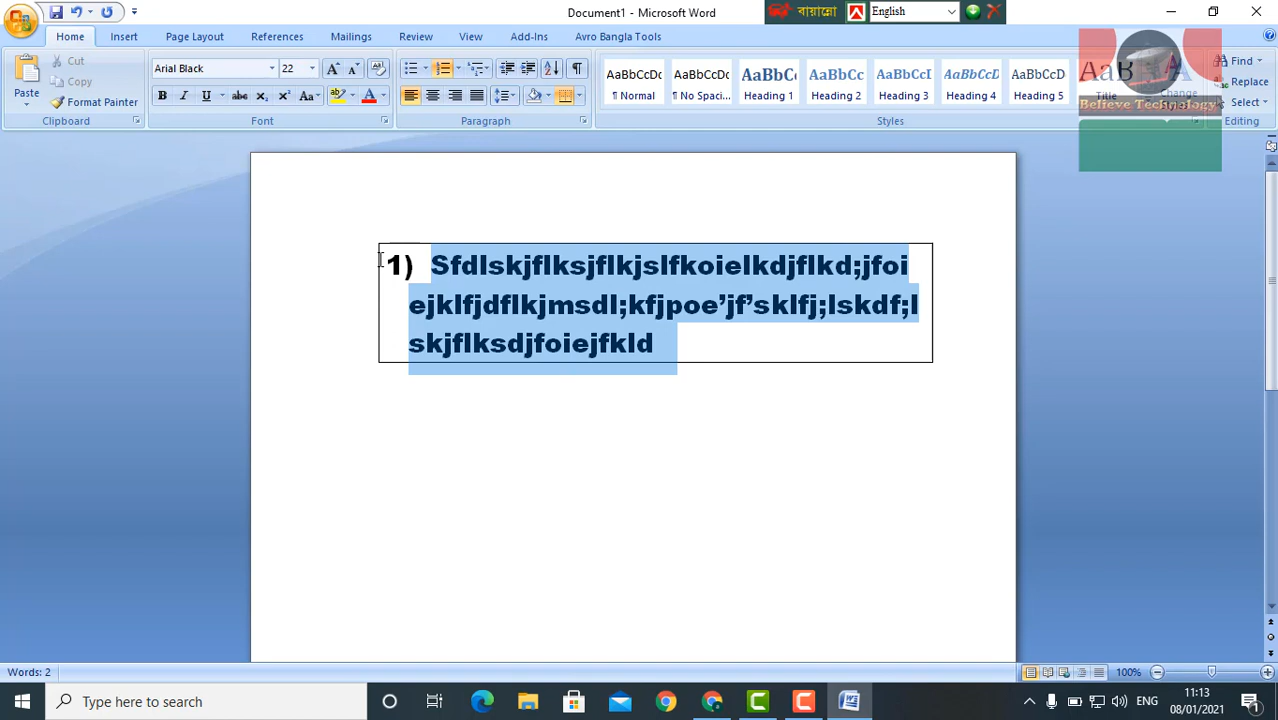 Document1 - Microsoft Word
বায়ান্নো
English
Home
Insert
Page Layout
References
Mailings
Review
View
Add-Ins
Avro Bangla Tools
Paste
Cut
Copy
Format Painter
Clipboard
Arial Black
22
Font
Paragraph
AaBbCcDc
¶ Normal
AaBbCcDc
¶ No Spaci...
AaBbC
Heading 1
AaBbCc
Heading 2
AaBbCcI
Heading 3
AaBbCcD
Heading 4
AaBbCcD
Heading 5
AaB
Title
Change
Styles
Believe Technology
Find
Replace
Select
Editing
1) Sfdlskjflksjflkjslfkoielkdjflkd;jfoi
ejklfjdflkjmsdl;kfjpoe’jf’sklfj;lskdf;l
skjflksdjfoiejfkld
Words: 2
100%
Type here to search
ENG
11:13
08/01/2021